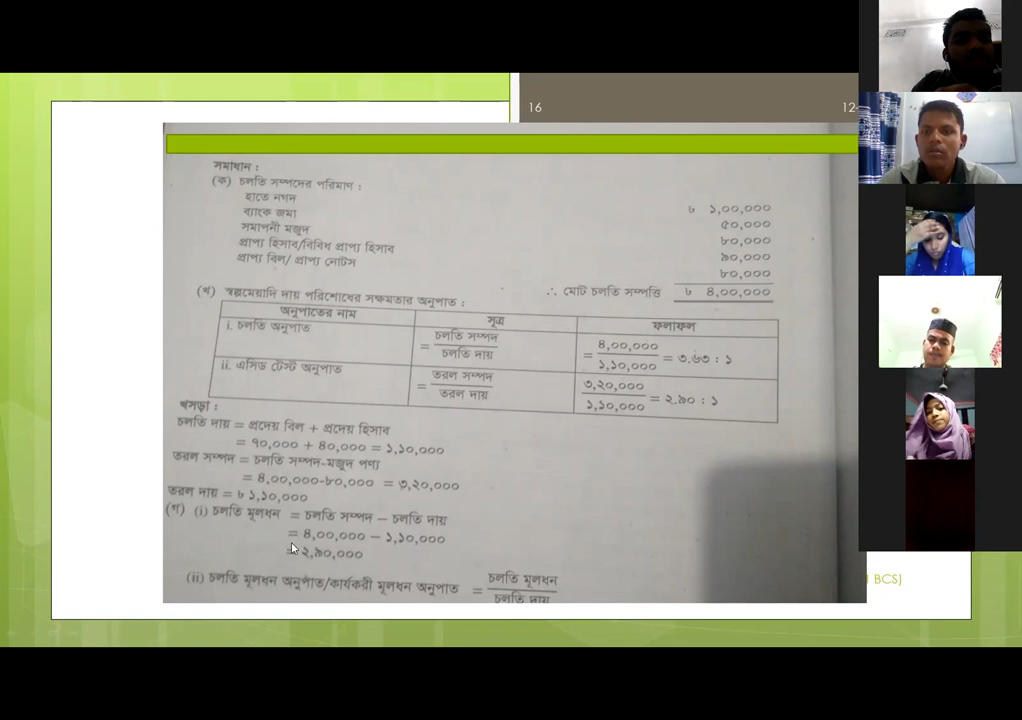 16
12-
সমাধান :
(ক) চলতি সম্পদের পরিমাণ :
হাতে নগদ ৳ ১,০০,০০০
ব্যাংকে জমা ৫০,০০০
সমাপনী মজুদ ৮০,০০০
প্রাপ্য হিসাব/বিবিধ প্রাপ্য হিসাব ৯০,০০০
প্রাপ্য বিল/ প্রাপ্য নোটস ৮০,০০০
∴ মোট চলতি সম্পত্তি ৳ ৪,০০,০০০
(খ) স্বল্পমেয়াদি দায় পরিশোধের সক্ষমতার অনুপাত :
অনুপাতের নাম সূত্র ফলাফল
i. চলতি অনুপাত = চলতি সম্পদ / চলতি দায় = ৪,০০,০০০ / ১,১০,০০০ = ৩.৬৩ : ১
ii. এসিড টেস্ট অনুপাত = তরল সম্পদ / তরল দায় ৩,২০,০০০ / ১,১০,০০০ = ২.৯০ : ১
খসড়া :
চলতি দায় = প্রদেয় বিল + প্রদেয় হিসাব
= ৭০,০০০ + ৪০,০০০ = ১,১০,০০০
তরল সম্পদ = চলতি সম্পদ-মজুদ পণ্য
= ৪,০০,০০০-৮০,০০০ = ৩,২০,০০০
তরল দায় = ৳ ১,১০,০০০
(গ) (i) চলতি মূলধন = চলতি সম্পদ – চলতি দায়
= ৪,০০,০০০ – ১,১০,০০০
= ২,৯০,০০০
(ii) চলতি মূলধন অনুপাত/কার্যকরী মূলধন অনুপাত = চলতি মূলধন / চলতি দায়
BCS)